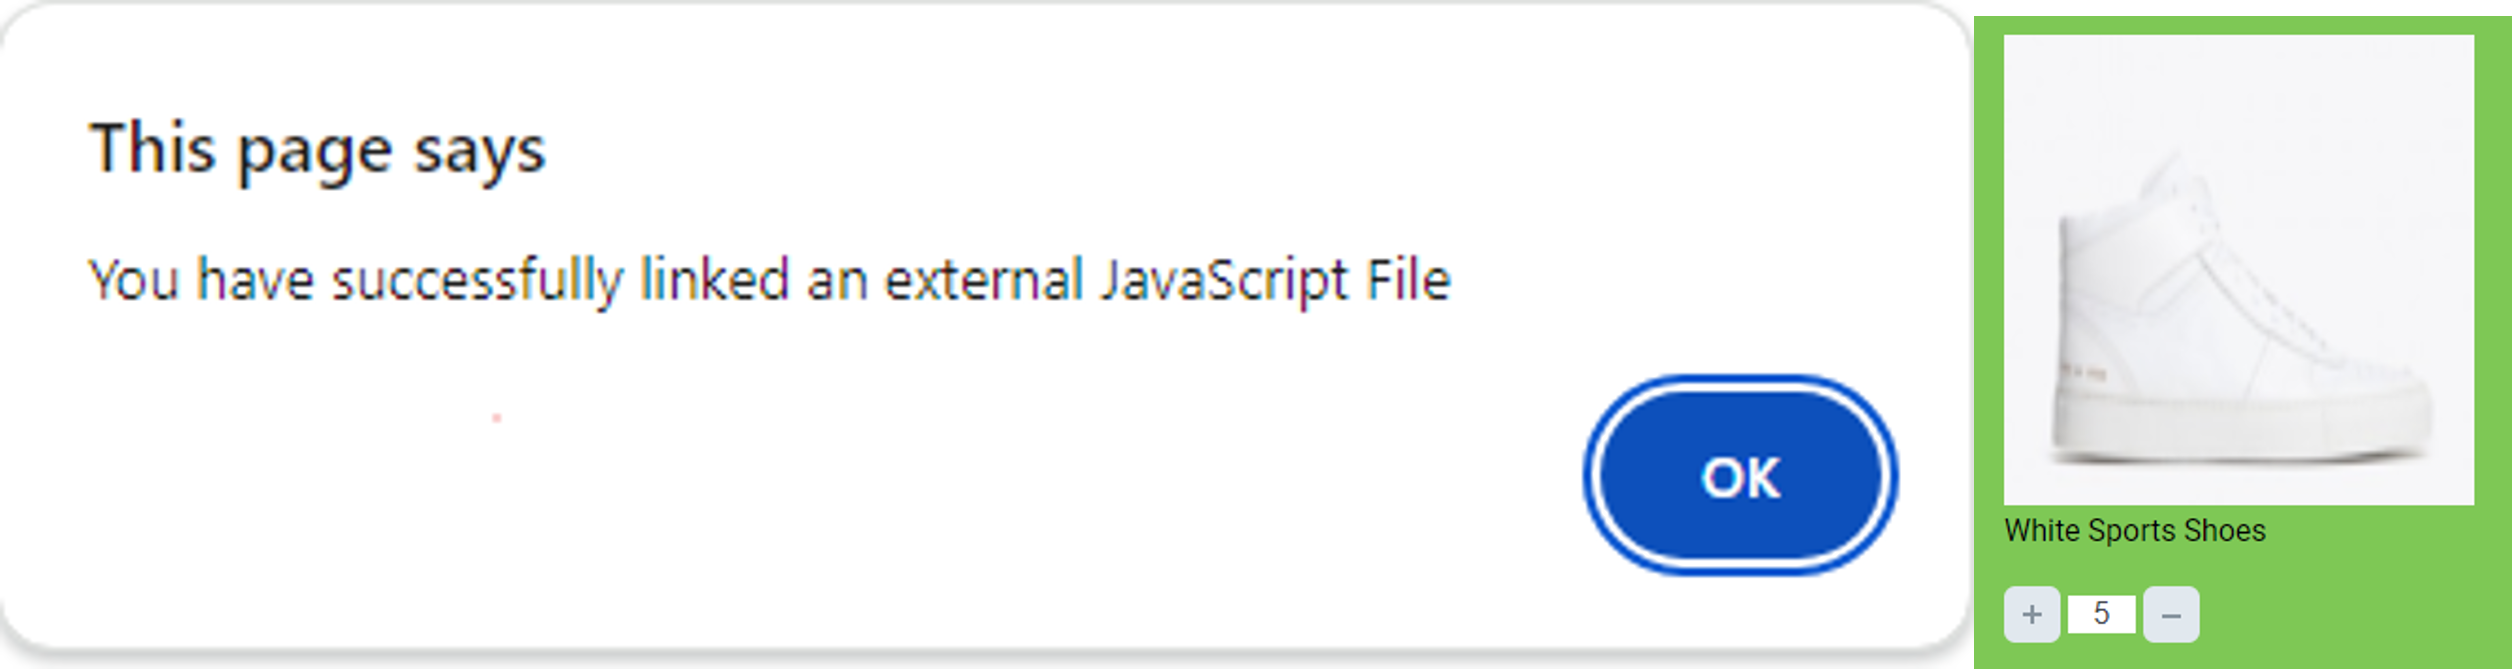 This page says
You have successfully linked an external JavaScript File
OK
White Sports Shoes
+ 5 −